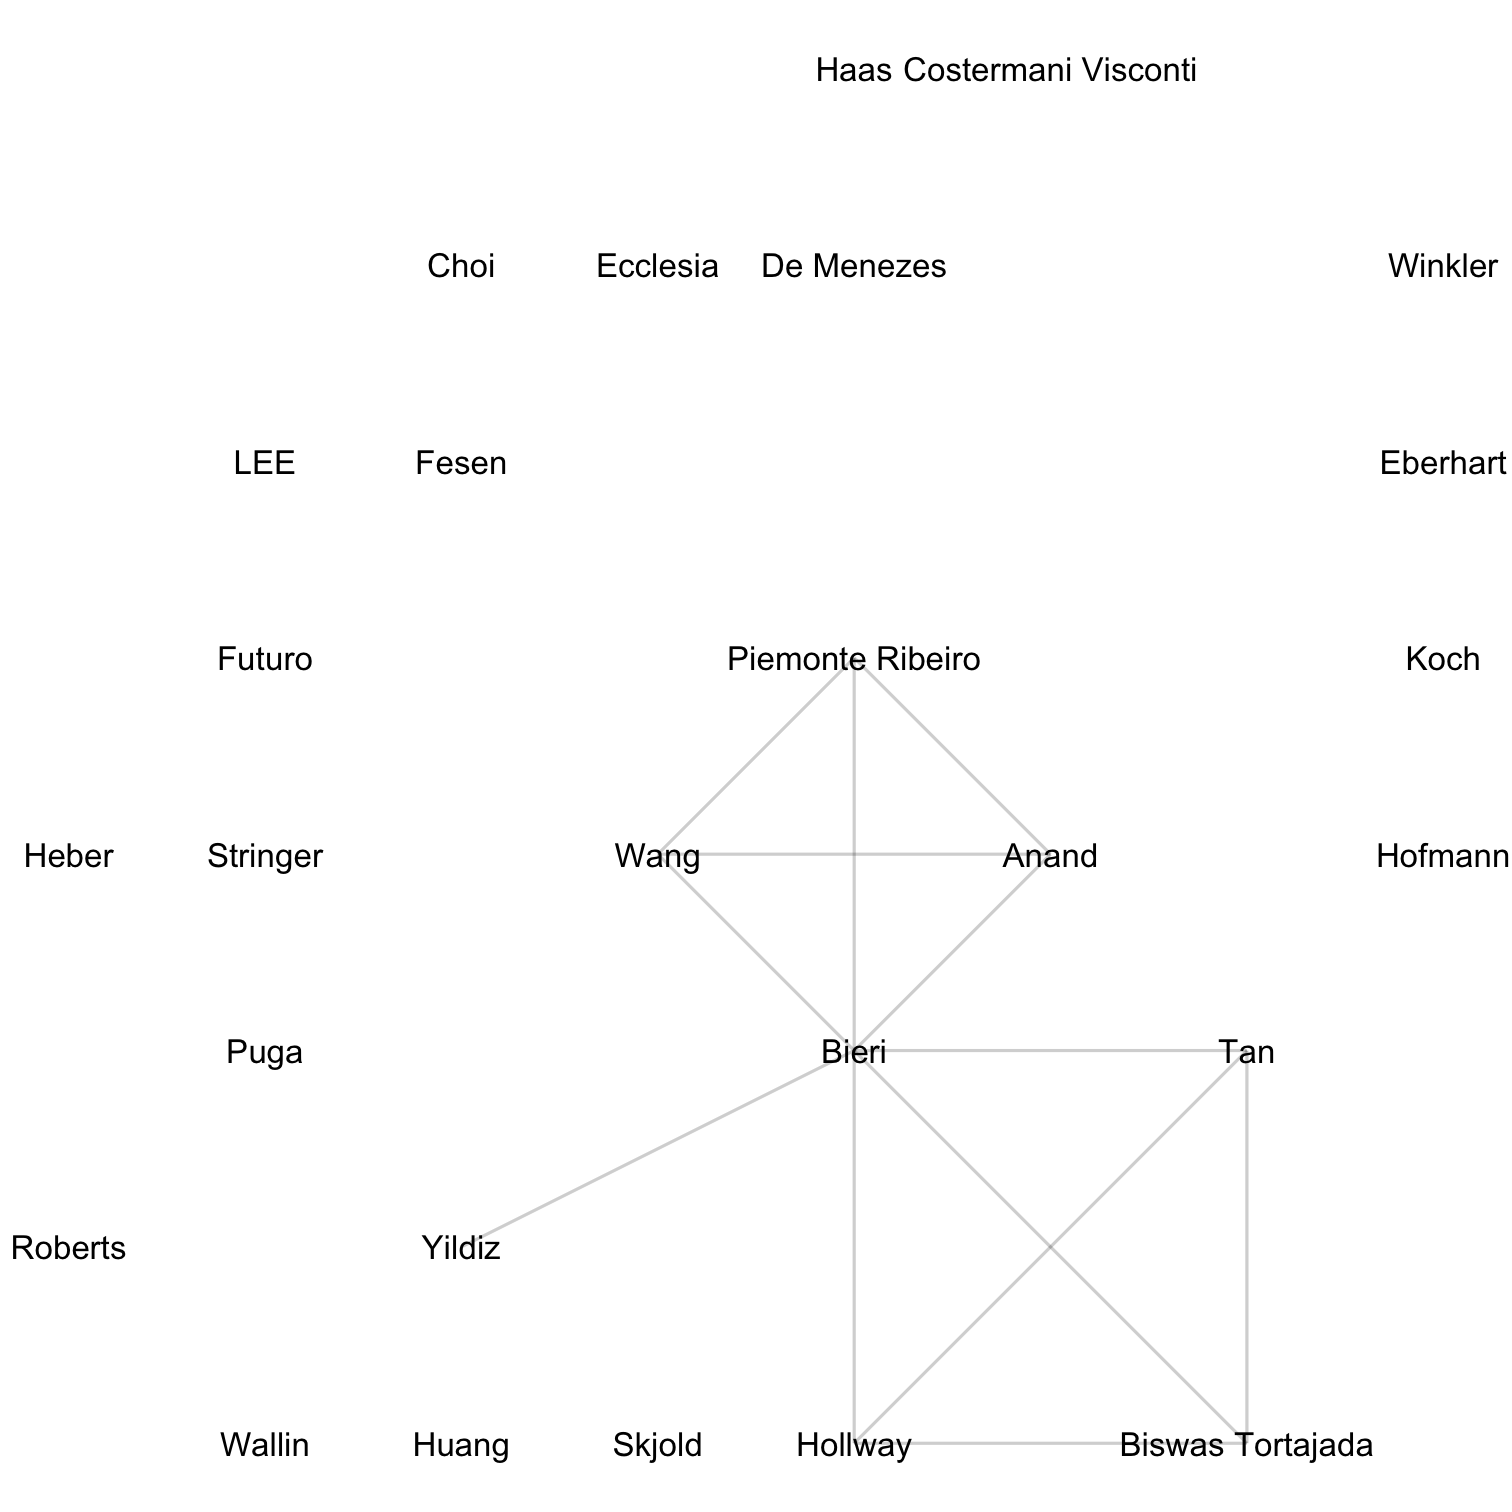 Haas Costermani Visconti
Choi Ecclesia De Menezes Winkler
LEE Fesen Eberhart
Futuro Piemonte Ribeiro Koch
Heber Stringer Wang Anand Hofmann
Puga Bieri Tan
Roberts Yildiz
Wallin Huang Skjold Hollway Biswas Tortajada